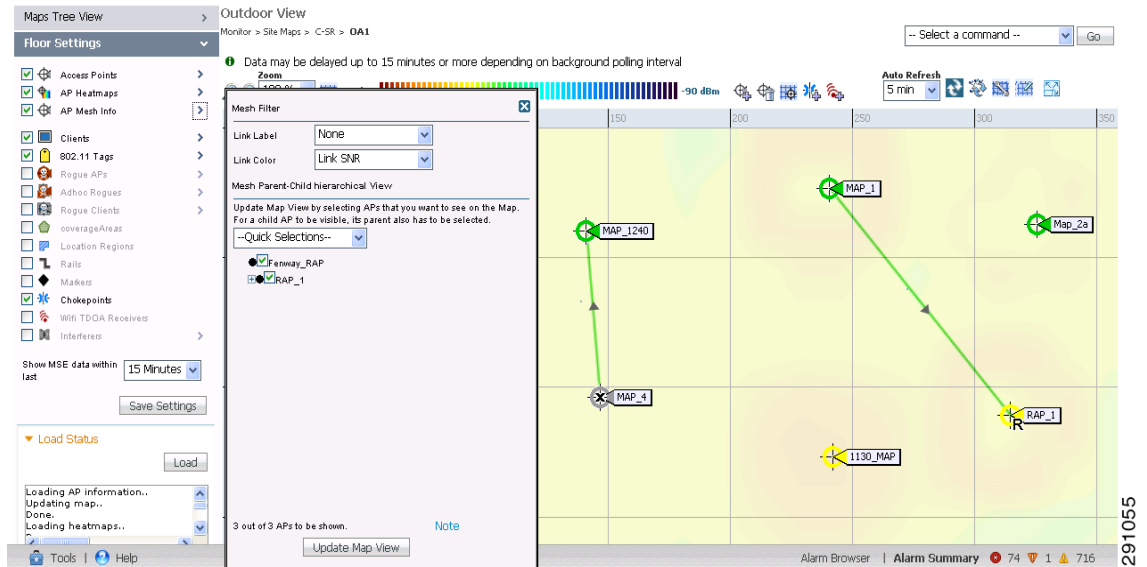 Maps Tree View
Floor Settings
Access Points
AP Heatmaps
AP Mesh Info
Clients
802.11 Tags
Rogue APs
Adhoc Rogues
Rogue Clients
coverageAreas
Location Regions
Rails
Markers
Chokepoints
Wifi TDOA Receivers
Interferers
Show MSE data within last
15 Minutes
Save Settings
Load Status
Load
Loading AP information..
Updating map..
Done.
Loading heatmaps..
Outdoor View
Monitor > Site Maps > C-SR > OA1
-- Select a command --
Go
Data may be delayed up to 15 minutes or more depending on background polling interval
Zoom
-90 dBm
Auto Refresh
5 min
Mesh Filter
Link Label
None
Link Color
Link SNR
Mesh Parent-Child hierarchical View
Update Map View by selecting APs that you want to see on the Map.
For a child AP to be visible, its parent also has to be selected.
--Quick Selections--
Fenway_RAP
RAP_1
3 out of 3 APs to be shown.
Note
Update Map View
150
200
250
300
350
MAP_1
Map_2a
MAP_1240
MAP_4
RAP_1
R
1130_MAP
Tools | Help
Alarm Browser | Alarm Summary 74 1 716
291055